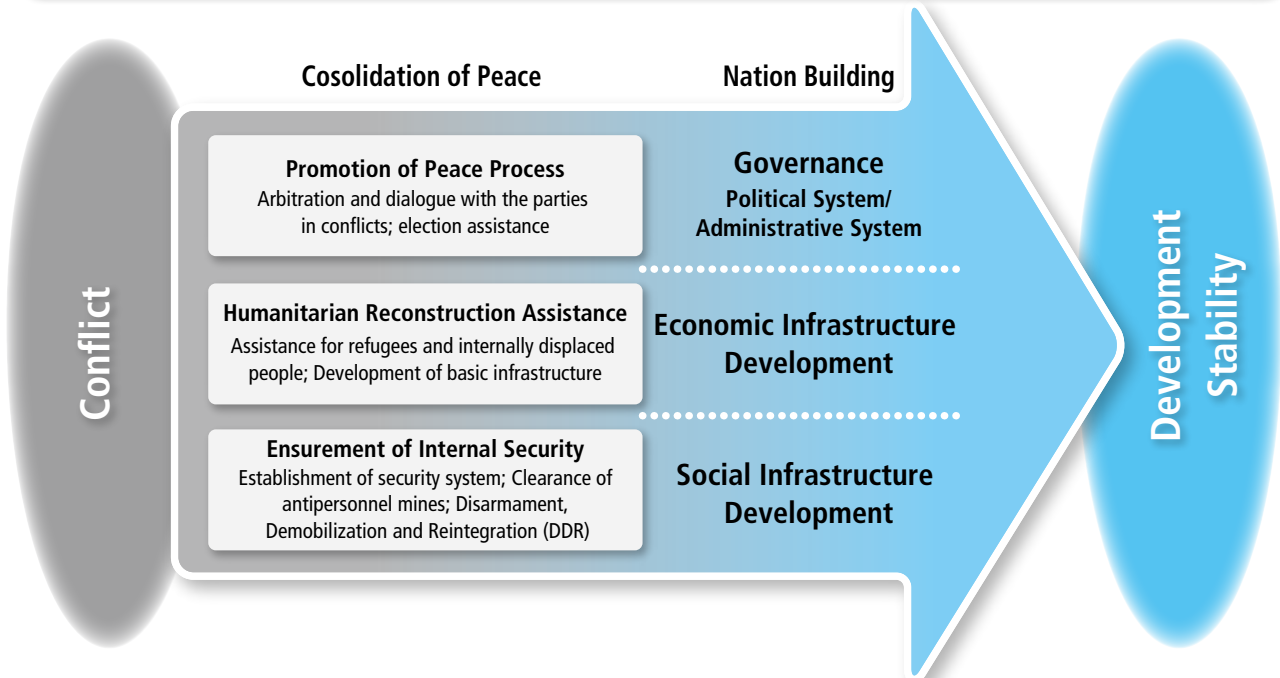 Cosolidation of Peace
Nation Building
Conflict
Promotion of Peace Process
Arbitration and dialogue with the parties
in conflicts; election assistance
Humanitarian Reconstruction Assistance
Assistance for refugees and internally displaced
people; Development of basic infrastructure
Ensurement of Internal Security
Establishment of security system; Clearance of
antipersonnel mines; Disarmament,
Demobilization and Reintegration (DDR)
Governance
Political System/
Administrative System
Economic Infrastructure
Development
Social Infrastructure
Development
Development
Stability